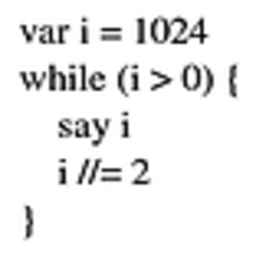 var i = 1024
while (i > 0) {
    say i
    i //= 2
}